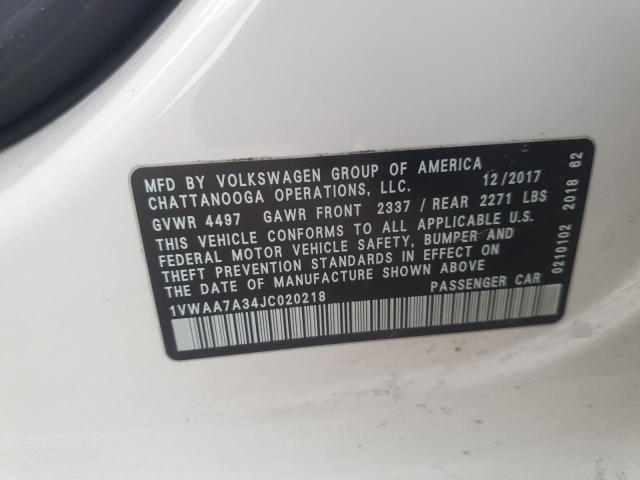 MFD BY VOLKSWAGEN GROUP OF AMERICA 12/2017
CHATTANOOGA OPERATIONS, LLC.
GVWR 4497 GAWR FRONT 2337 / REAR 2271 LBS
THIS VEHICLE CONFORMS TO ALL APPLICABLE U.S.
FEDERAL MOTOR VEHICLE SAFETY, BUMPER AND
THEFT PREVENTION STANDARDS IN EFFECT ON
THE DATE OF MANUFACTURE SHOWN ABOVE
1VWAA7A34JC020218 PASSENGER CAR
0210102 2018 62